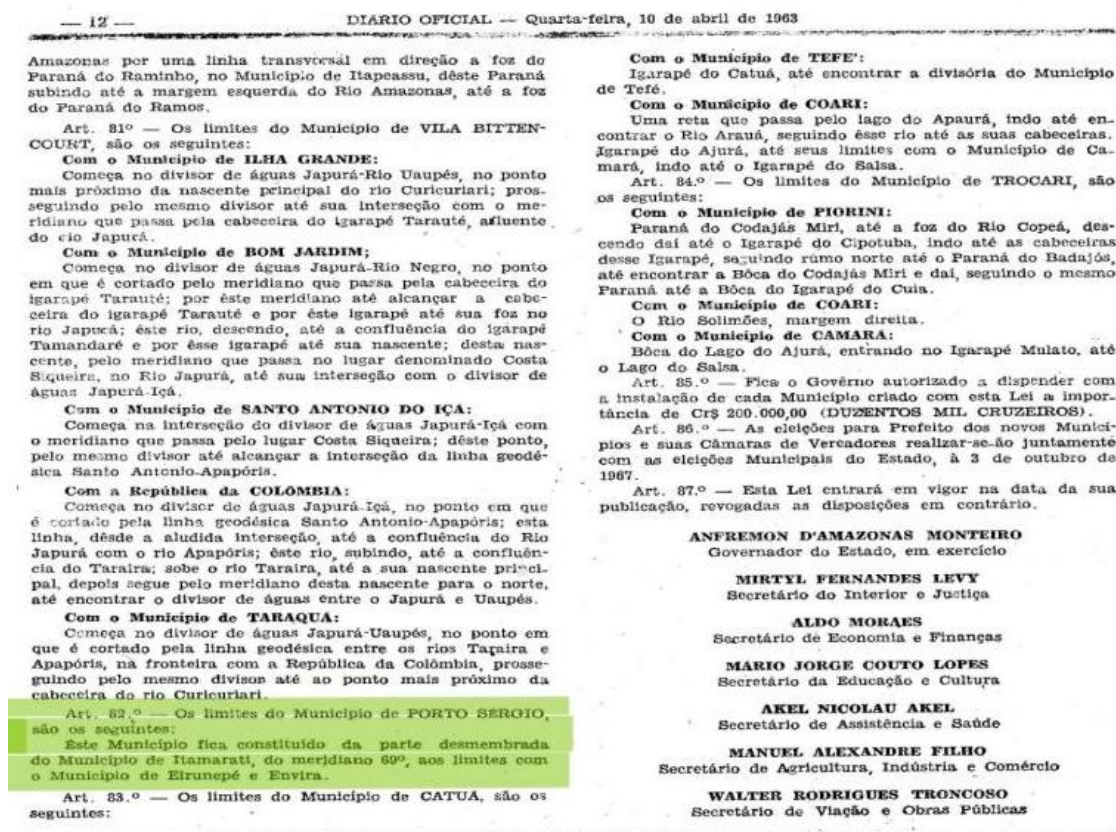 — 12 —
DIÁRIO OFICIAL — Quarta-feira, 10 de abril de 1963
Amazonas por uma linha transversal em direção a foz do
Paraná do Raminho, no Município de Itapeassu, dêste Paraná
subindo até a margem esquerda do Rio Amazonas, até a foz
do Paraná do Ramos.
Art. 81º — Os limites do Município de VILA BITTEN-
COURT, são os seguintes:
Com o Município de ILHA GRANDE:
Começa no divisor de águas Japurá-Rio Uaupés, no ponto
mais próximo da nascente principal do rio Curicuriari; pros-
seguindo pelo mesmo divisor até sua interseção com o me-
ridiano que passa pela cabeceira do igarapé Tarauté, afluente
do rio Japurá.
Com o Município de BOM JARDIM;
Começa no divisor de águas Japurá-Rio Negro, no ponto
em que é cortado pelo meridiano que passa pela cabeceira do
igarapé Tarauté; por êste meridiano até alcançar a cabe-
ceira do igarapé Tarauté e por êste igarapé até sua foz no
rio Japurá; êste rio, descendo, até a confluência do igarapé
Tamandaré e por êsse igarapé até sua nascente; desta nas-
cente, pelo meridiano que passa no lugar denominado Costa
Siqueira, no Rio Japurá, até sua interseção com o divisor de
águas Japurá-Içá.
Com o Município de SANTO ANTONIO DO IÇA:
Começa na interseção do divisor de águas Japurá-Içá com
o meridiano que passa pelo lugar Costa Siqueira; dêste ponto,
pelo mesmo divisor até alcançar a interseção da linha geodé-
sica Santo Antonio-Apapóris.
Com a República da COLÔMBIA:
Começa no divisor de águas Japurá-Içá, no ponto em que
é cortado pela linha geodésica Santo Antonio-Apapóris; esta
linha, désde a aludida interseção, até a confluência do Rio
Japurá com o rio Apapóris; êste rio, subindo, até a confluên-
cia do Taraira; sobe o rio Taraira, até a sua nascente princi-
pal, depois segue pelo meridiano desta nascente para o norte,
até encontrar o divisor de águas entre o Japurá e Uaupés.
Com o Município de TARAQUÁ:
Começa no divisor de águas Japurá-Uaupés, no ponto em
que é cortado pela linha geodésica entre os rios Taraira e
Apapóris, na fronteira com a República da Colômbia, prosse-
guindo pelo mesmo divisor até ao ponto mais próximo da
cabeceira do rio Curicuriari.
Art. 82.º — Os limites do Município de PORTO SÉRGIO,
são os seguintes:
Êste Município fica constituído da parte desmembrada
do Município de Itamarati, do meridiano 69º, aos limites com
o Município de Eirunepé e Envira.
Art. 83.º — Os limites do Município de CATUÁ, são os
seguintes:
Com o Município de TEFE':
Igarapé do Catuá, até encontrar a divisória do Município
de Tefé.
Com o Município de COARI:
Uma reta que passa pelo lago do Apaurá, indo até en-
contrar o Rio Arauá, seguindo êsse rio até as suas cabeceiras.
Igarapé do Ajurá, até seus limites com o Município de Ca-
mará, indo até o Igarapé do Salsa.
Art. 84.º — Os limites do Município de TROCARI, são
os seguintes:
Com o Município de PIORINI:
Paraná do Codajás Miri, até a foz do Rio Copeá, des-
cendo daí até o Igarapé do Cipotuba, indo até as cabeceiras
desse Igarapé, seguindo rúmo norte até o Paraná do Badajós,
até encontrar a Bôca do Codajás Miri e daí, seguindo o mesmo
Paraná até a Bôca do Igarapé do Cuia.
Com o Município de COARI:
O Rio Solimões, margem direita.
Com o Município de CAMARÁ:
Bôca do Lago do Ajurá, entrando no Igarapé Mulato, até
o Lago do Salsa.
Art. 85.º — Fica o Govêrno autorizado a dispender com
a instalação de cada Município criado com esta Lei a impor-
tância de Cr$ 200.000,00 (DUZENTOS MIL CRUZEIROS).
Art. 86.º — As eleições para Prefeito dos novos Municí-
pios e suas Câmaras de Vereadores realizar-se-ão juntamente
com as eleições Municipais do Estado, à 3 de outubro de
1967.
Art. 87.º — Esta Lei entrará em vigor na data da sua
publicação, revogadas as disposições em contrário.
ANFREMON D'AMAZONAS MONTEIRO
Governador do Estado, em exercício
MIRTYL FERNANDES LEVY
Secretário do Interior e Justiça
ALDO MORAES
Secretário de Economia e Finanças
MARIO JORGE COUTO LOPES
Secretário da Educação e Cultura
AKEL NICOLAU AKEL
Secretário de Assistência e Saúde
MANUEL ALEXANDRE FILHO
Secretário de Agricultura, Indústria e Comércio
WALTER RODRIGUES TRONCOSO
Secretário de Viação e Obras Públicas